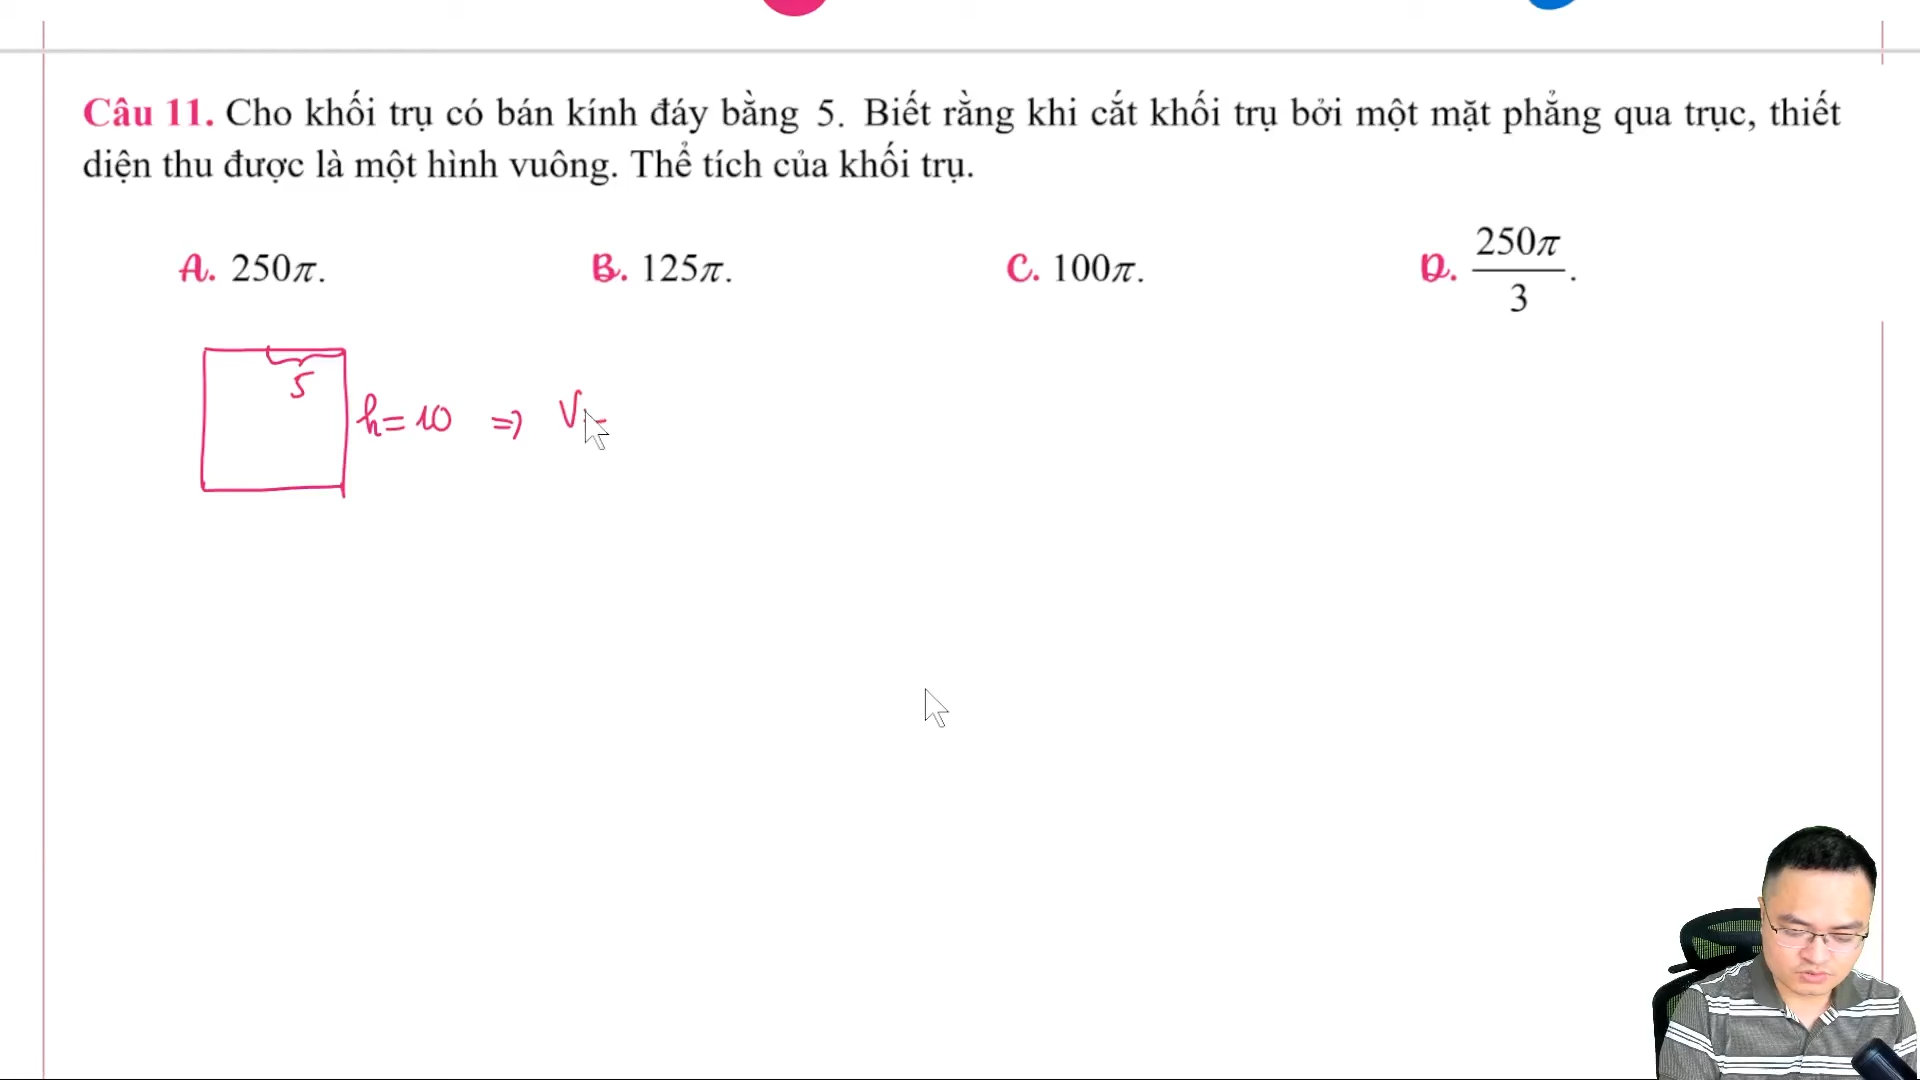 Câu 11. Cho khối trụ có bán kính đáy bằng 5. Biết rằng khi cắt khối trụ bởi một mặt phẳng qua trục, thiết
diện thu được là một hình vuông. Thể tích của khối trụ.
A. 250π. B. 125π. C. 100π. D. 250π/3.
5
h = 10 ⇒ V =